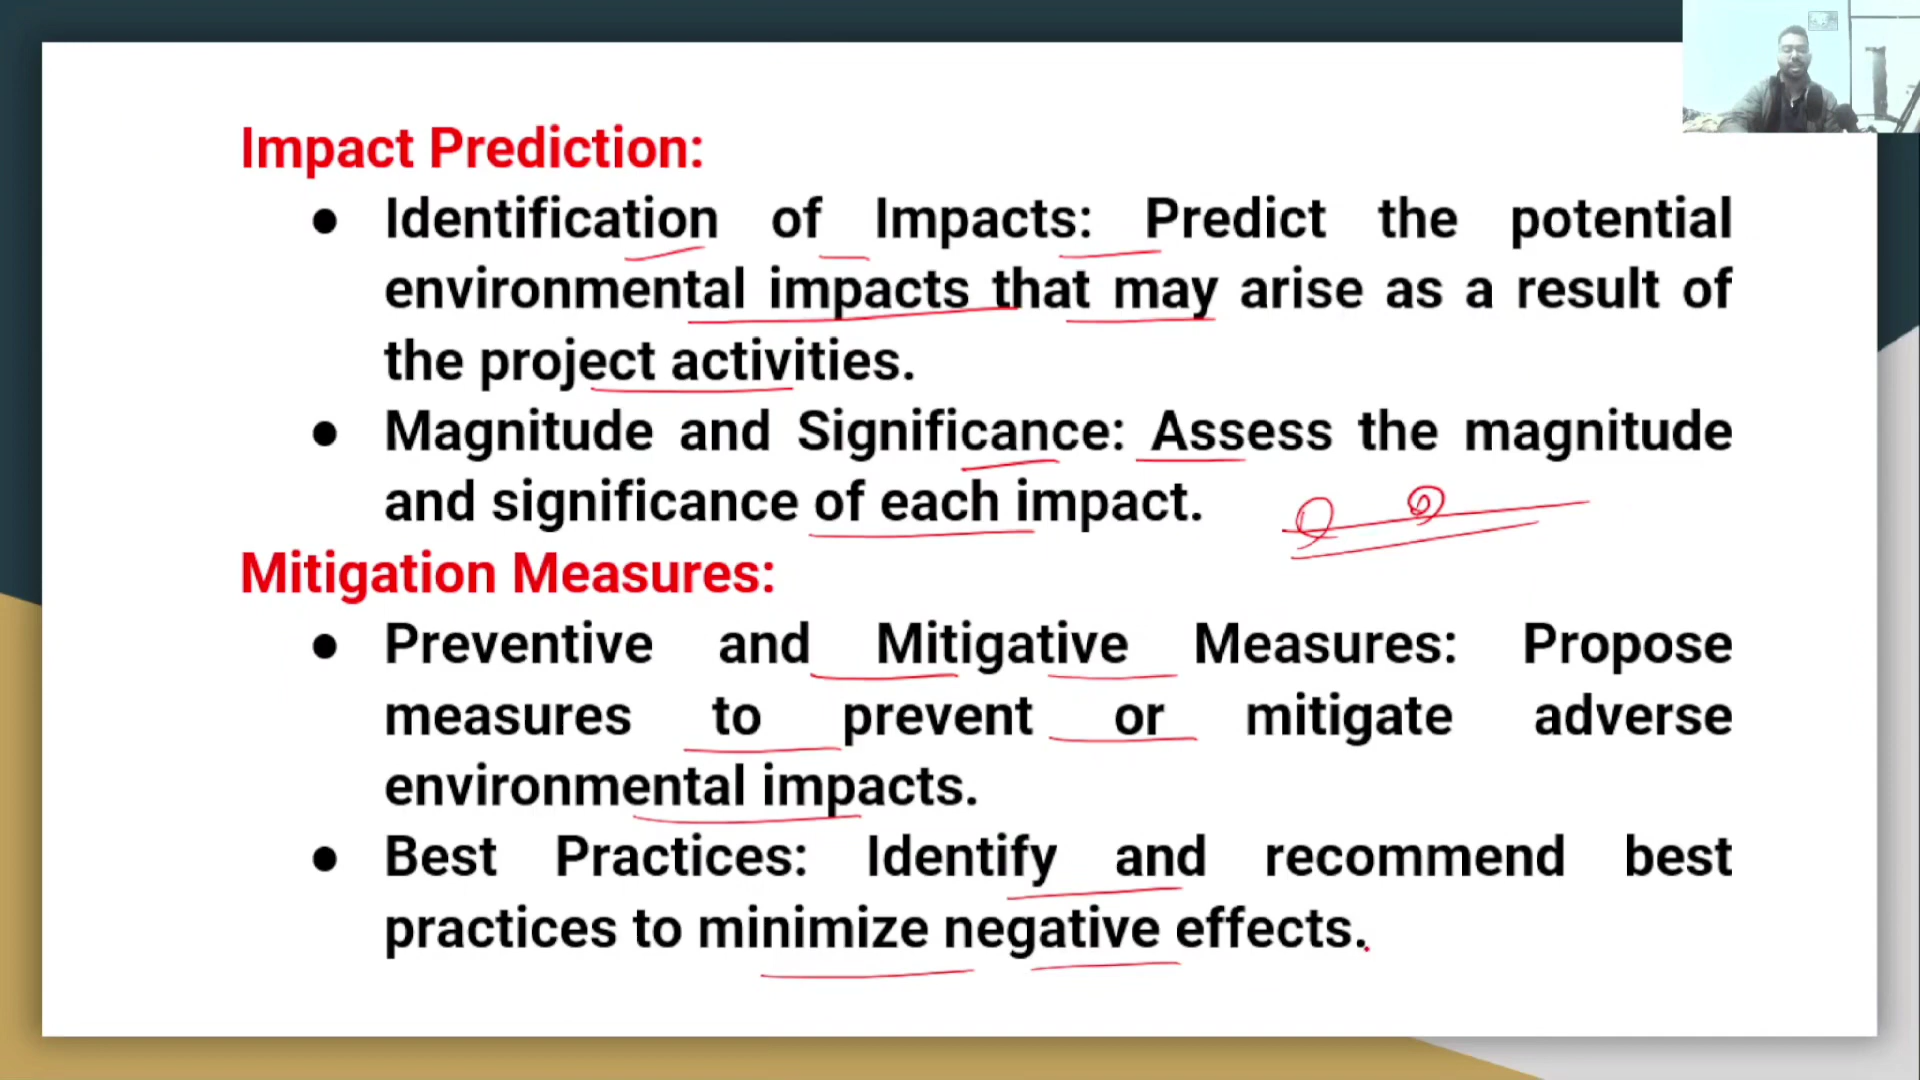 Impact Prediction:
● Identification of Impacts: Predict the potential
environmental impacts that may arise as a result of
the project activities.
● Magnitude and Significance: Assess the magnitude
and significance of each impact.
Mitigation Measures:
● Preventive and Mitigative Measures: Propose
measures to prevent or mitigate adverse
environmental impacts.
● Best Practices: Identify and recommend best
practices to minimize negative effects.